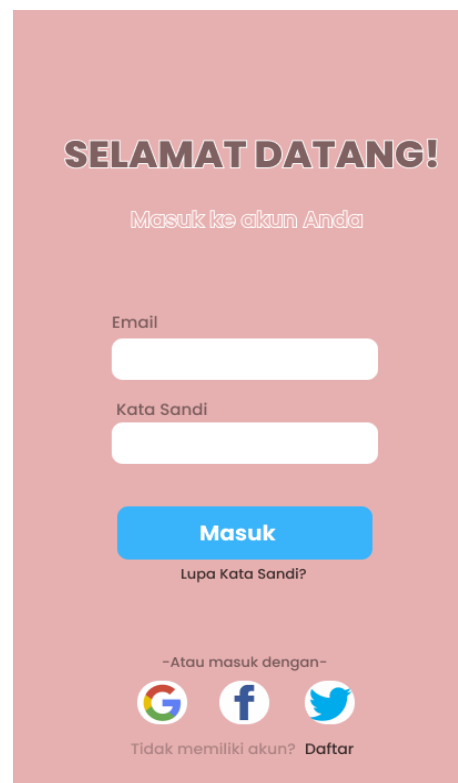 SELAMAT DATANG!
Masuk ke akun Anda
Email
Kata Sandi
Masuk
Lupa Kata Sandi?
-Atau masuk dengan-
Tidak memiliki akun? Daftar